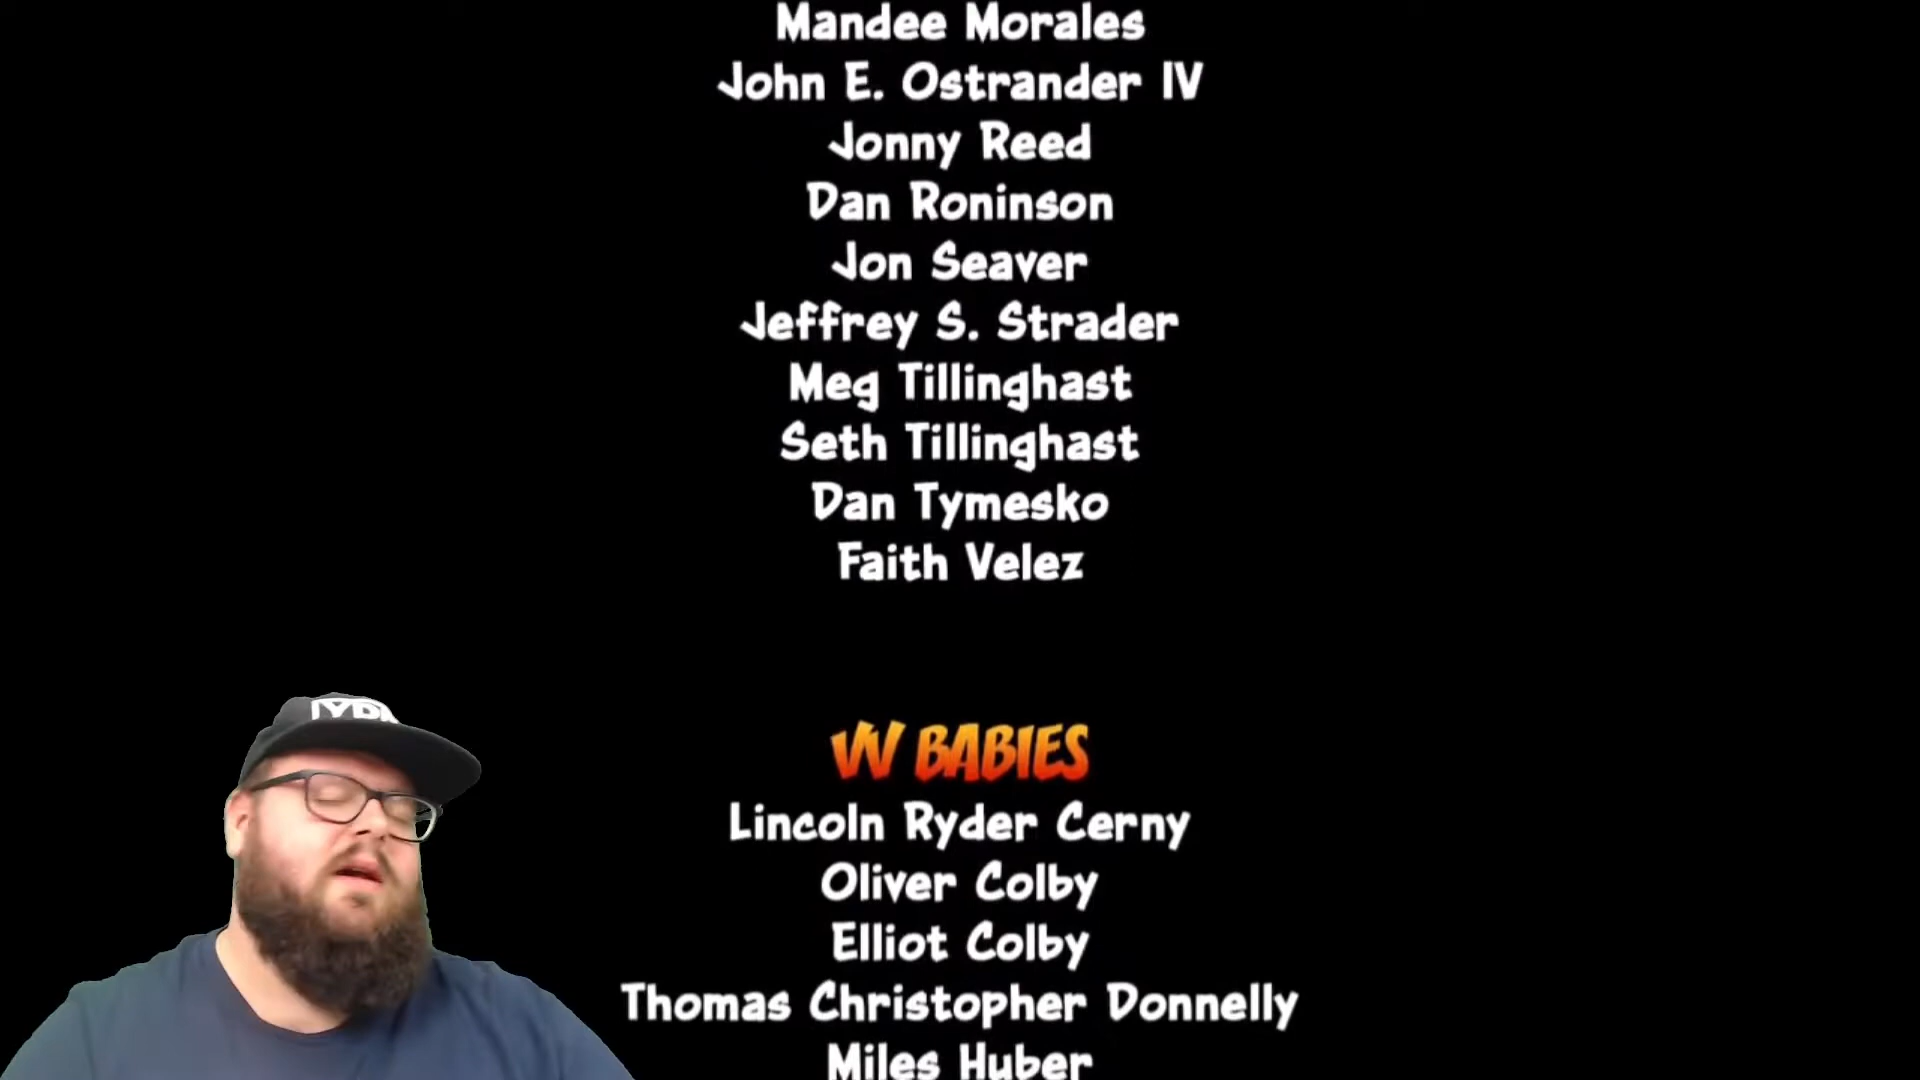 Mandee Morales
John E. Ostrander IV
Jonny Reed
Dan Roninson
Jon Seaver
Jeffrey S. Strader
Meg Tillinghast
Seth Tillinghast
Dan Tymesko
Faith Velez
VV BABIES
Lincoln Ryder Cerny
Oliver Colby
Elliot Colby
Thomas Christopher Donnelly
Miles Huber